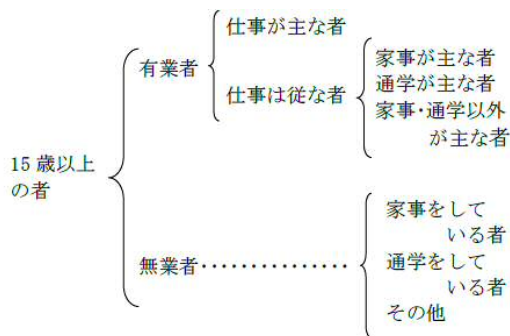 15歳以上
の者
有業者
仕事が主な者
仕事は従な者
家事が主な者
通学が主な者
家事・通学以外
が主な者
無業者・・・・・・・・・・・・・・・
家事をして
いる者
通学をして
いる者
その他